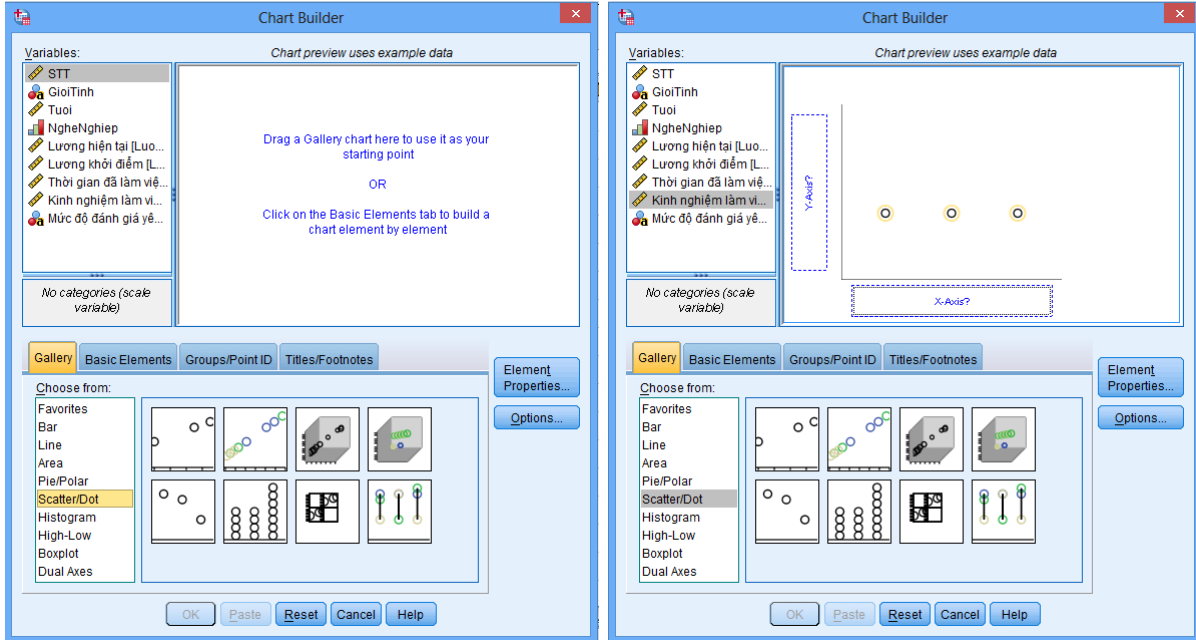 Chart Builder
Variables:
Chart preview uses example data
STT
GioiTinh
Tuoi
NgheNghiep
Lương hiện tại [Luo...
Lương khởi điểm [L...
Thời gian đã làm việ...
Kinh nghiệm làm vi...
Mức độ đánh giá yê...
Drag a Gallery chart here to use it as your
starting point
OR
Click on the Basic Elements tab to build a
chart element by element
No categories (scale
variable)
Gallery
Basic Elements
Groups/Point ID
Titles/Footnotes
Element
Properties...
Options...
Choose from:
Favorites
Bar
Line
Area
Pie/Polar
Scatter/Dot
Histogram
High-Low
Boxplot
Dual Axes
OK
Paste
Reset
Cancel
Help
Chart Builder
Variables:
Chart preview uses example data
STT
GioiTinh
Tuoi
NgheNghiep
Lương hiện tại [Luo...
Lương khởi điểm [L...
Thời gian đã làm việ...
Kinh nghiệm làm vi...
Mức độ đánh giá yê...
Y-Axis?
X-Axis?
No categories (scale
variable)
Gallery
Basic Elements
Groups/Point ID
Titles/Footnotes
Element
Properties...
Options...
Choose from:
Favorites
Bar
Line
Area
Pie/Polar
Scatter/Dot
Histogram
High-Low
Boxplot
Dual Axes
OK
Paste
Reset
Cancel
Help